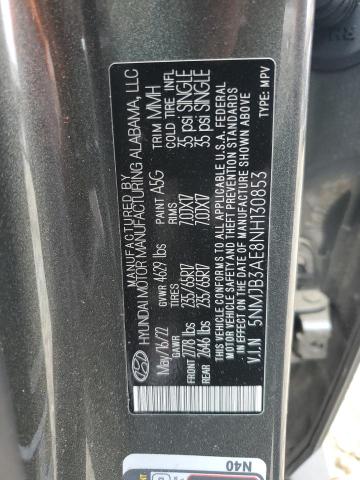 MANUFACTURED BY
HYUNDAI MOTOR MANUFACTURING ALABAMA, LLC
May/16/22 PAINT A5G TRIM MMH
GVWR 4629 lbs
GAWR TIRES RIMS COLD TIRE INFL
FRONT 2778 lbs 235/65R17 7.0JX17 35 psi SINGLE
REAR 2646 lbs 235/65R17 7.0JX17 35 psi SINGLE
THIS VEHICLE CONFORMS TO ALL APPLICABLE U.S.A. FEDERAL
MOTOR VEHICLE SAFETY AND THEFT PREVENTION STANDARDS
IN EFFECT ON THE DATE OF MANUFACTURE SHOWN ABOVE.
V.I.N 5NMJB3AE8NH130853 TYPE: MPV
N40